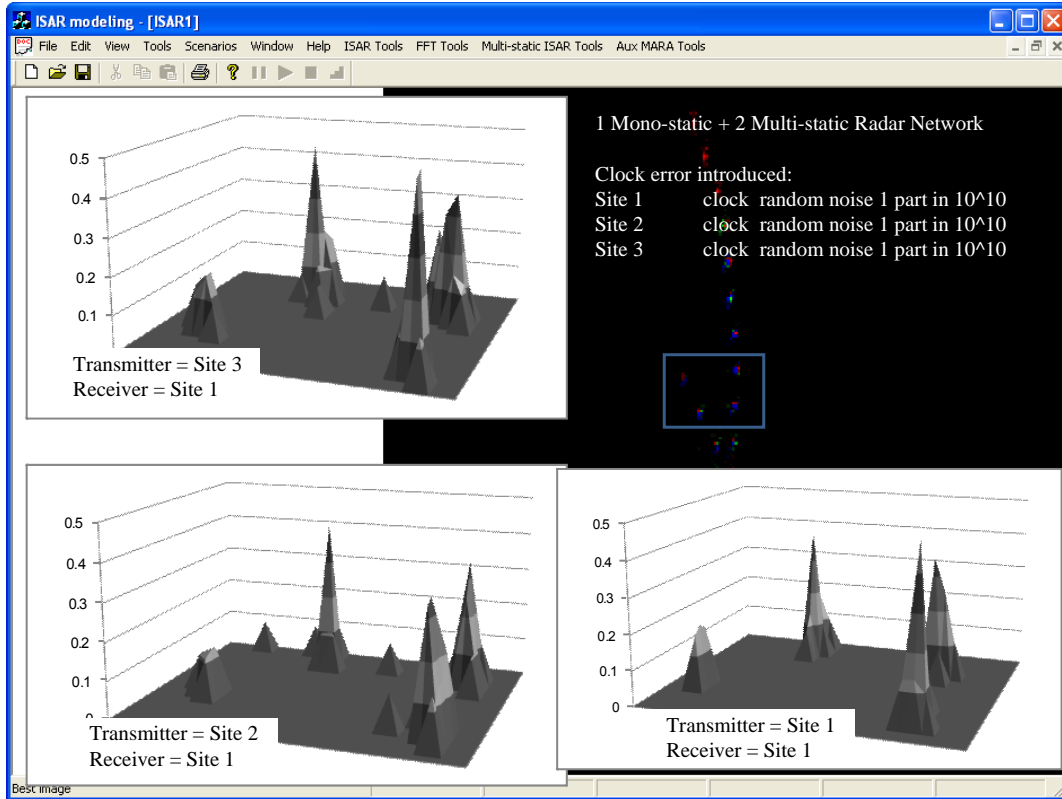 ISAR modeling - [ISAR1]
File Edit View Tools Scenarios Window Help ISAR Tools FFT Tools Multi-static ISAR Tools Aux MARA Tools
0.5
0.4
0.3
0.2
0.1
Transmitter = Site 3
Receiver = Site 1
1 Mono-static + 2 Multi-static Radar Network
Clock error introduced:
Site 1 clock random noise 1 part in 10^10
Site 2 clock random noise 1 part in 10^10
Site 3 clock random noise 1 part in 10^10
0.5
0.4
0.3
0.2
0.1
0
Transmitter = Site 2
Receiver = Site 1
0.5
0.4
0.3
0.2
0.1
0
Transmitter = Site 1
Receiver = Site 1
Best image